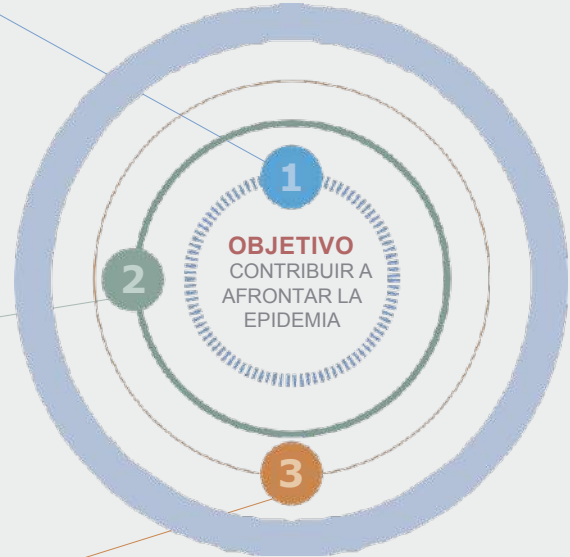 1
OBJETIVO
CONTRIBUIR A
2
AFRONTAR LA
EPIDEMIA
3